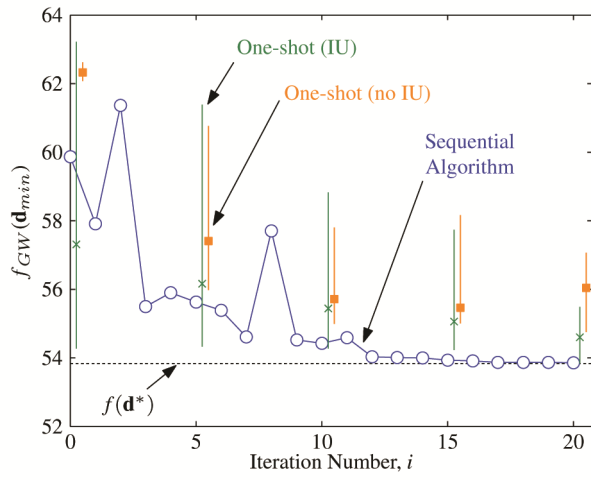 64
62
60
58
56
54
52
f_GW(d_min)
One-shot (IU)
One-shot (no IU)
Sequential
Algorithm
f(d*)
0 5 10 15 20
Iteration Number, i